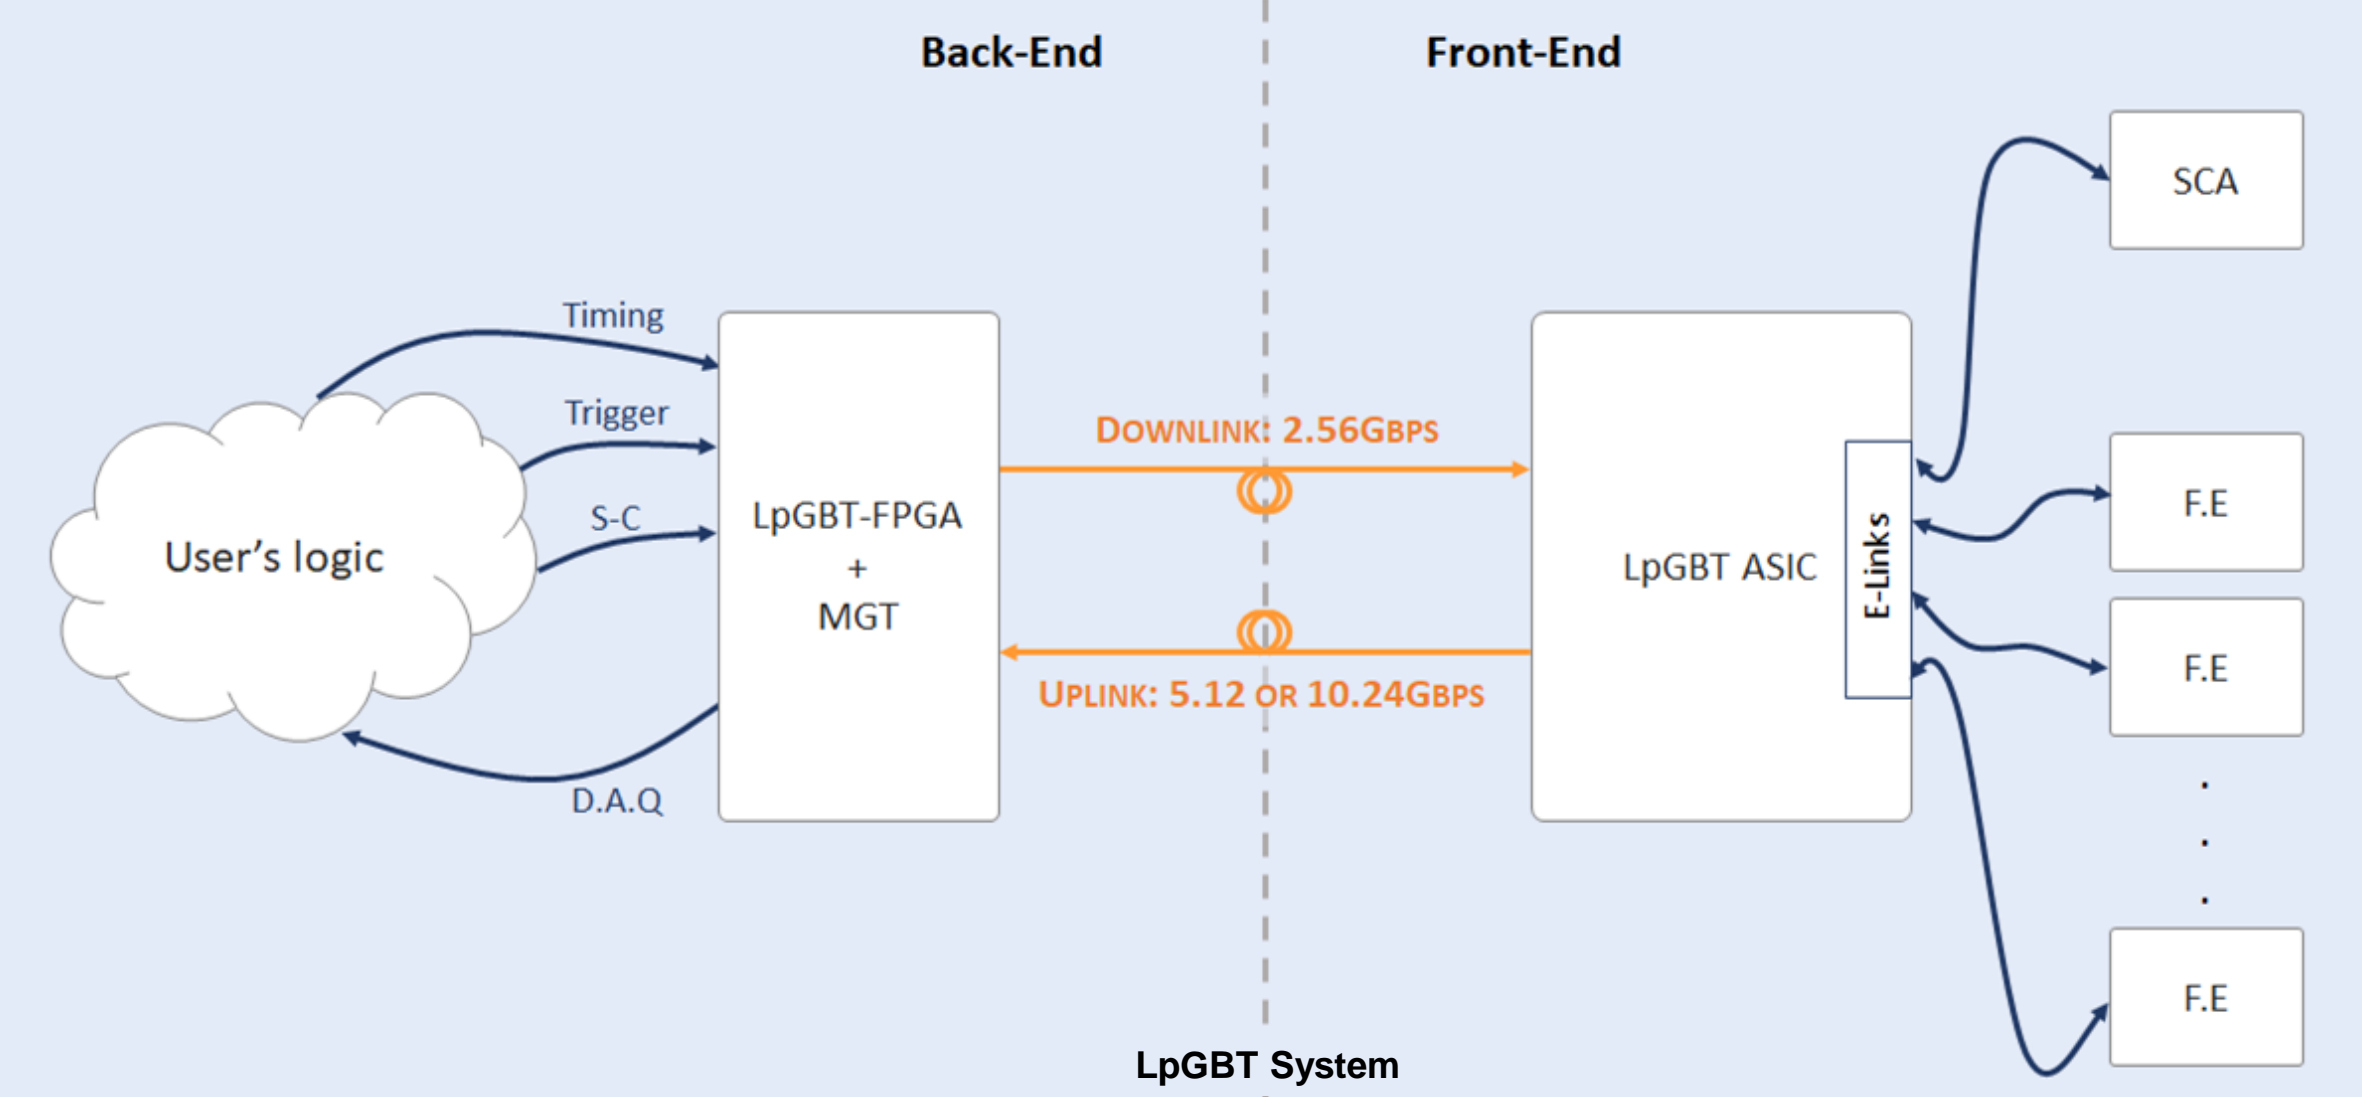 Back-End
Front-End
SCA
Timing
Trigger
S-C
User's logic
D.A.Q
LpGBT-FPGA
+
MGT
DOWNLINK: 2.56GBPS
UPLINK: 5.12 OR 10.24GBPS
LpGBT ASIC
E-Links
F.E
F.E
.
.
.
F.E
LpGBT System